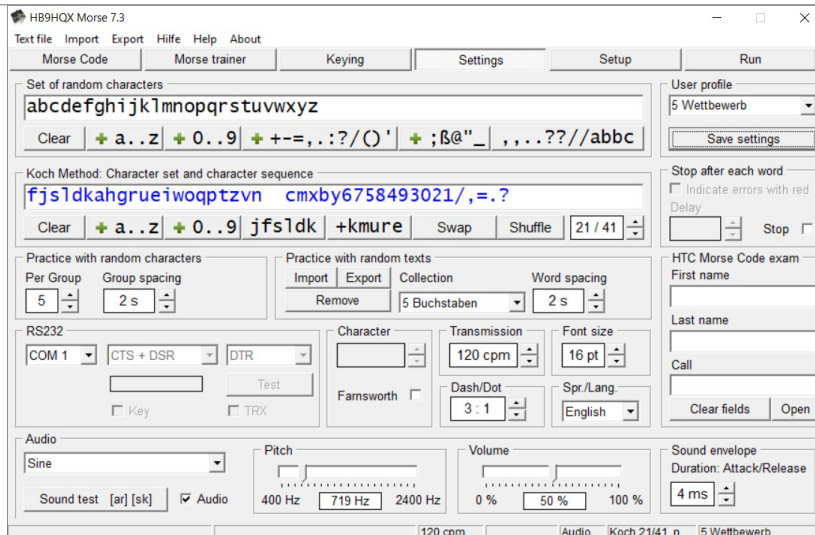 HB9HQX Morse 7.3
Text file Import Export Hilfe Help About
Morse Code Morse trainer Keying Settings Setup Run
Set of random characters
abcdefghijklmnopqrstuvwxyz
Clear + a..z + 0..9 + +-=,.:?/()' + ;ß@"_ ,,..??//abbc
User profile
5 Wettbewerb
Save settings
Koch Method: Character set and character sequence
fjsldkahgrueiwoqptzvn cmxby6758493021/,=.?
Clear + a..z + 0..9 jfsldk +kmure Swap Shuffle 21 / 41
Stop after each word
Indicate errors with red
Delay
Stop
Practice with random characters
Per Group Group spacing
5 2 s
Practice with random texts
Import Export Collection Word spacing
Remove 5 Buchstaben 2 s
HTC Morse Code exam
First name
Last name
Call
Clear fields Open
RS232
COM 1 CTS + DSR DTR
Test
Key TRX
Character
Farnsworth
Transmission
120 cpm
Font size
16 pt
Dash/Dot
3 : 1
Spr./Lang.
English
Audio
Sine
Sound test [ar] [sk] Audio
Pitch
400 Hz 719 Hz 2400 Hz
Volume
0 % 50 % 100 %
Sound envelope
Duration: Attack/Release
4 ms
120 cpm Audio Koch 21/41 n 5 Wettbewerb